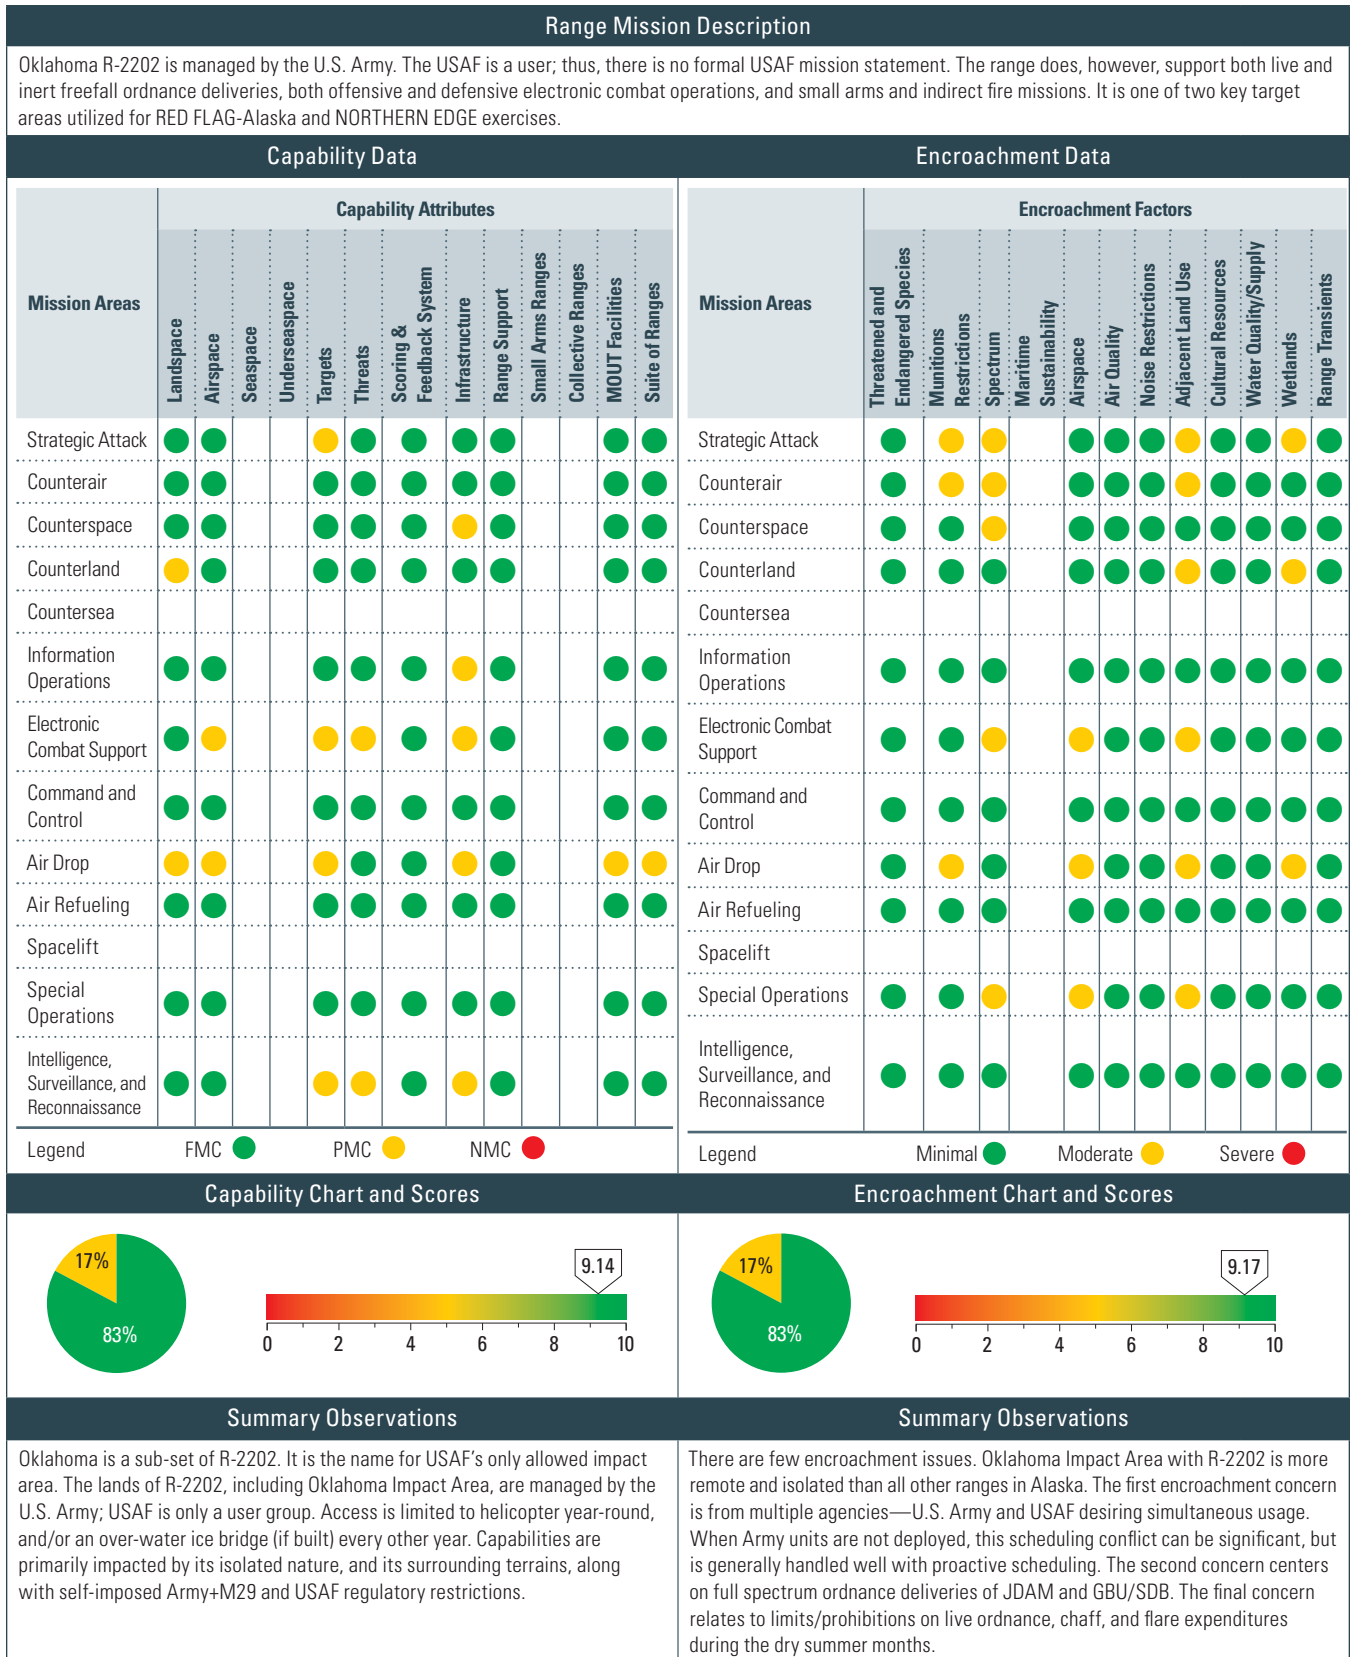 Range Mission Description
Oklahoma R-2202 is managed by the U.S. Army. The USAF is a user; thus, there is no formal USAF mission statement. The range does, however, support both live and
inert freefall ordnance deliveries, both offensive and defensive electronic combat operations, and small arms and indirect fire missions. It is one of two key target
areas utilized for RED FLAG-Alaska and NORTHERN EDGE exercises.
Capability Data
Mission Areas
Capability Attributes
Landspace
Airspace
Seaspace
Underseaspace
Targets
Threats
Scoring &
Feedback System
Infrastructure
Range Support
Small Arms Ranges
Collective Ranges
MOUT Facilities
Suite of Ranges
Strategic Attack
Counterair
Counterspace
Counterland
Countersea
Information
Operations
Electronic
Combat Support
Command and
Control
Air Drop
Air Refueling
Spacelift
Special
Operations
Intelligence,
Surveillance, and
Reconnaissance
Legend FMC PMC NMC
Encroachment Data
Mission Areas
Encroachment Factors
Threatened and
Endangered Species
Munitions
Restrictions
Spectrum
Maritime
Sustainability
Airspace
Air Quality
Noise Restrictions
Adjacent Land Use
Cultural Resources
Water Quality/Supply
Wetlands
Range Transients
Strategic Attack
Counterair
Counterspace
Counterland
Countersea
Information
Operations
Electronic Combat
Support
Command and
Control
Air Drop
Air Refueling
Spacelift
Special Operations
Intelligence,
Surveillance, and
Reconnaissance
Legend Minimal Moderate Severe
Capability Chart and Scores
17%
83%
9.14
0 2 4 6 8 10
Encroachment Chart and Scores
17%
83%
9.17
0 2 4 6 8 10
Summary Observations
Oklahoma is a sub-set of R-2202. It is the name for USAF's only allowed impact
area. The lands of R-2202, including Oklahoma Impact Area, are managed by the
U.S. Army; USAF is only a user group. Access is limited to helicopter year-round,
and/or an over-water ice bridge (if built) every other year. Capabilities are
primarily impacted by its isolated nature, and its surrounding terrains, along
with self-imposed Army+M29 and USAF regulatory restrictions.
Summary Observations
There are few encroachment issues. Oklahoma Impact Area with R-2202 is more
remote and isolated than all other ranges in Alaska. The first encroachment concern
is from multiple agencies—U.S. Army and USAF desiring simultaneous usage.
When Army units are not deployed, this scheduling conflict can be significant, but
is generally handled well with proactive scheduling. The second concern centers
on full spectrum ordnance deliveries of JDAM and GBU/SDB. The final concern
relates to limits/prohibitions on live ordnance, chaff, and flare expenditures
during the dry summer months.